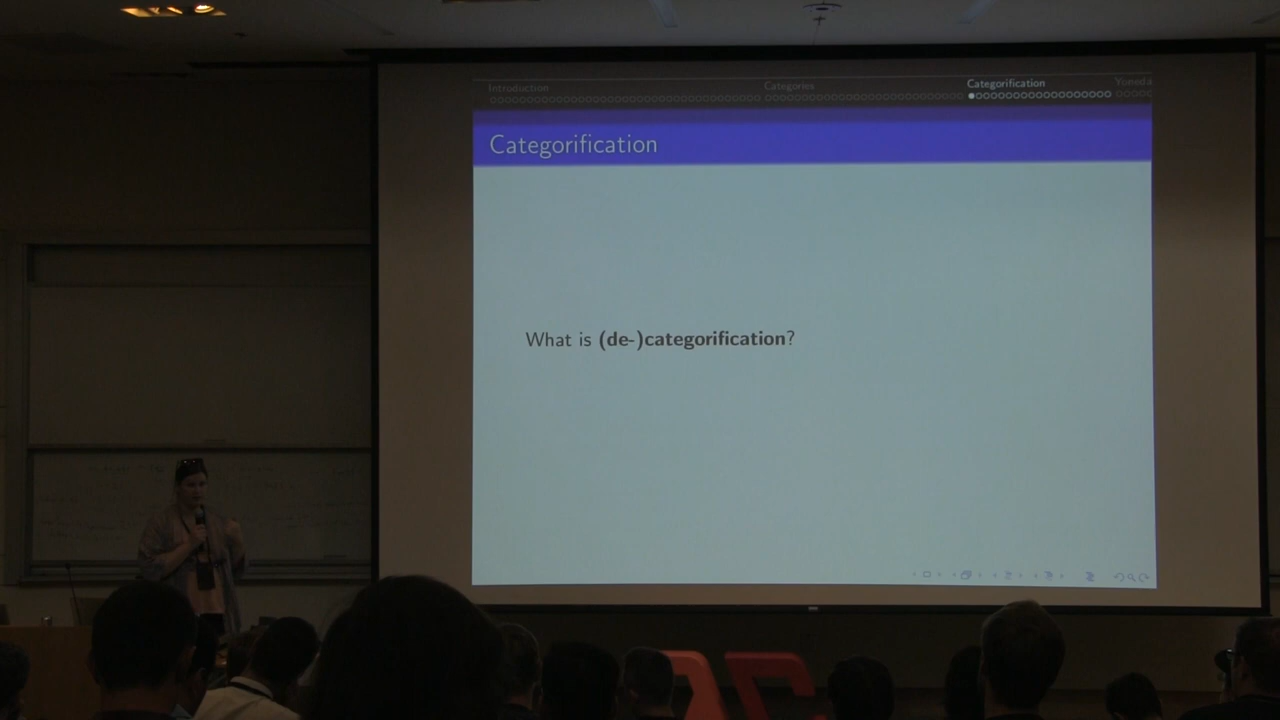 Introduction
Categories
Categorification
Yoneda
Categorification
What is (de-)categorification?